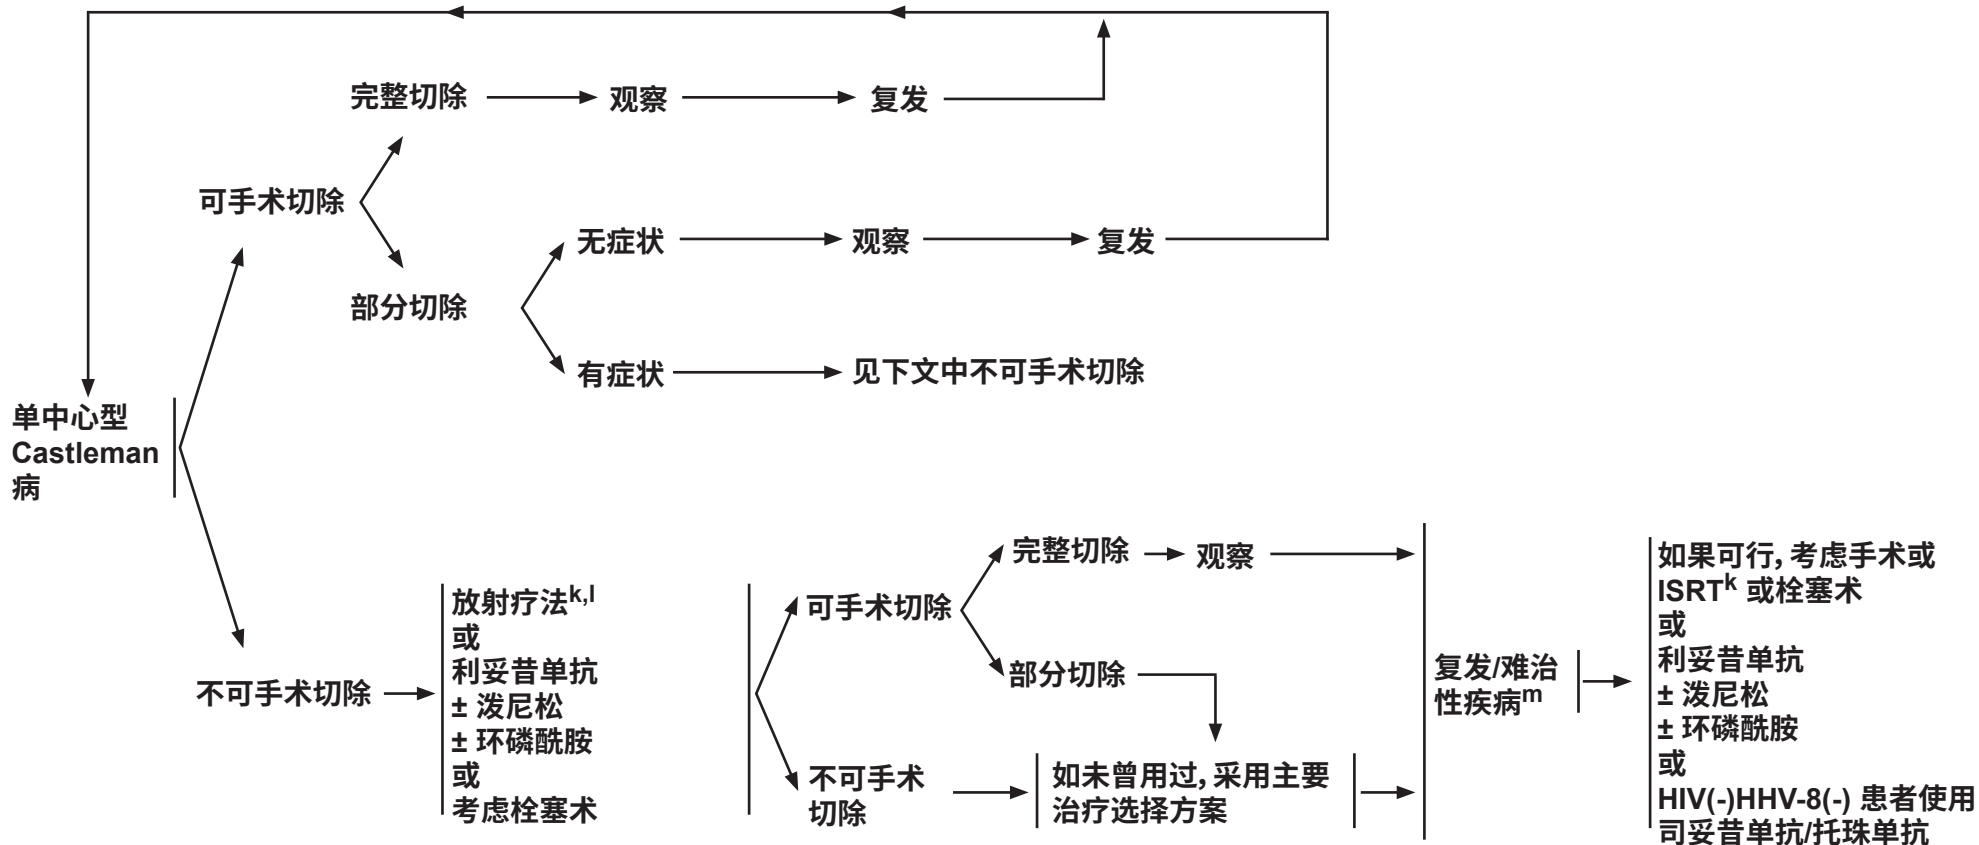 完整切除
观察
复发
可手术切除
部分切除
无症状
观察
复发
有症状
见下文中不可手术切除
单中心型
Castleman
病
不可手术切除
放射疗法k,l
或
利妥昔单抗
± 泼尼松
± 环磷酰胺
或
考虑栓塞术
可手术切除
完整切除
观察
部分切除
不可手术
切除
如未曾用过，采用主要
治疗选择方案
复发/难治
性疾病m
如果可行，考虑手术或
ISRTk 或栓塞术
或
利妥昔单抗
± 泼尼松
± 环磷酰胺
或
HIV(-)HHV-8(-) 患者使用
司妥昔单抗/托珠单抗